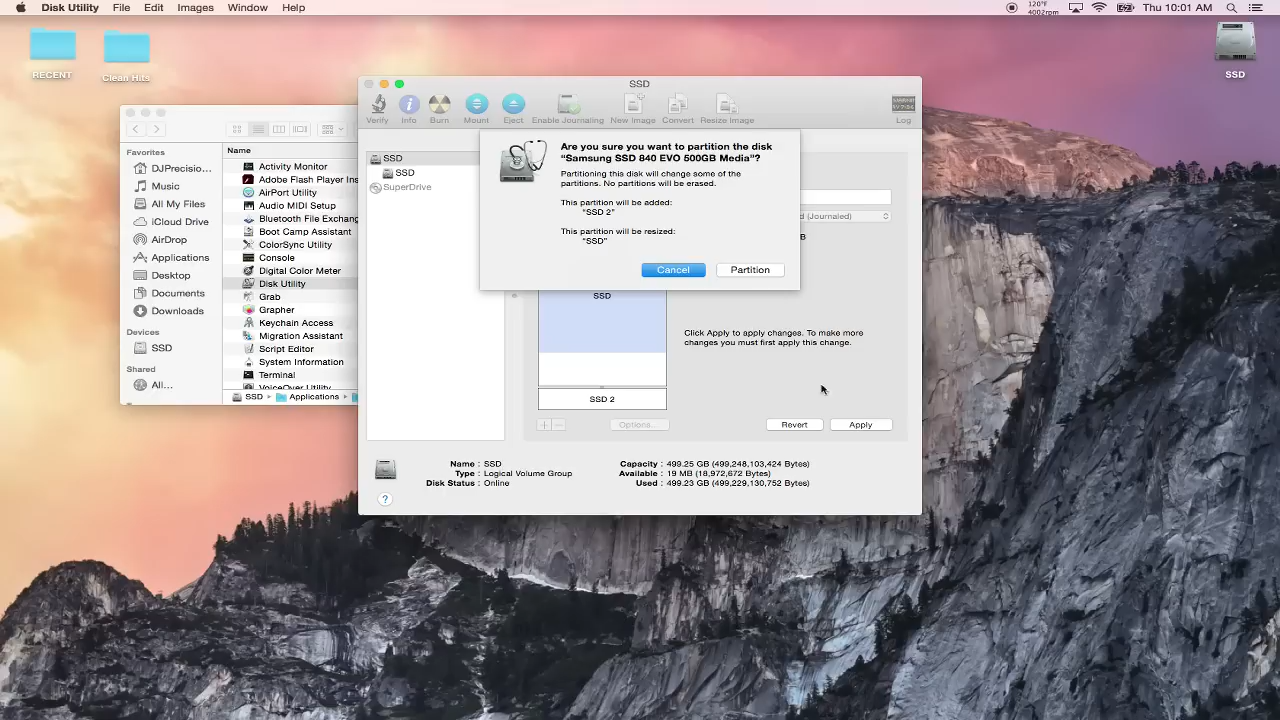 Disk Utility File Edit Images Window Help
120°F
4002rpm
Thu 10:01 AM
RECENT
Clean Hits
SSD
SSD
Verify Info Burn Mount Eject Enable Journaling New Image Convert Resize Image Log
Favorites
DJPrecisio...
Music
All My Files
iCloud Drive
AirDrop
Applications
Desktop
Documents
Downloads
Devices
SSD
Shared
All...
Name
Activity Monitor
Adobe Flash Player Ins
AirPort Utility
Audio MIDI Setup
Bluetooth File Exchang
Boot Camp Assistant
ColorSync Utility
Console
Digital Color Meter
Disk Utility
Grab
Grapher
Keychain Access
Migration Assistant
Script Editor
System Information
Terminal
VoiceOver Utility
SSD › Applications ›
SSD
SSD
SuperDrive
Are you sure you want to partition the disk
“Samsung SSD 840 EVO 500GB Media”?
Partitioning this disk will change some of the
partitions. No partitions will be erased.
This partition will be added:
“SSD 2”
This partition will be resized:
“SSD”
Cancel Partition
d (Journaled)
B
SSD
SSD 2
Click Apply to apply changes. To make more
changes you must first apply this change.
+ − Options... Revert Apply
Name : SSD
Type : Logical Volume Group
Disk Status : Online
Capacity : 499.25 GB (499,248,103,424 Bytes)
Available : 19 MB (18,972,672 Bytes)
Used : 499.23 GB (499,229,130,752 Bytes)
?